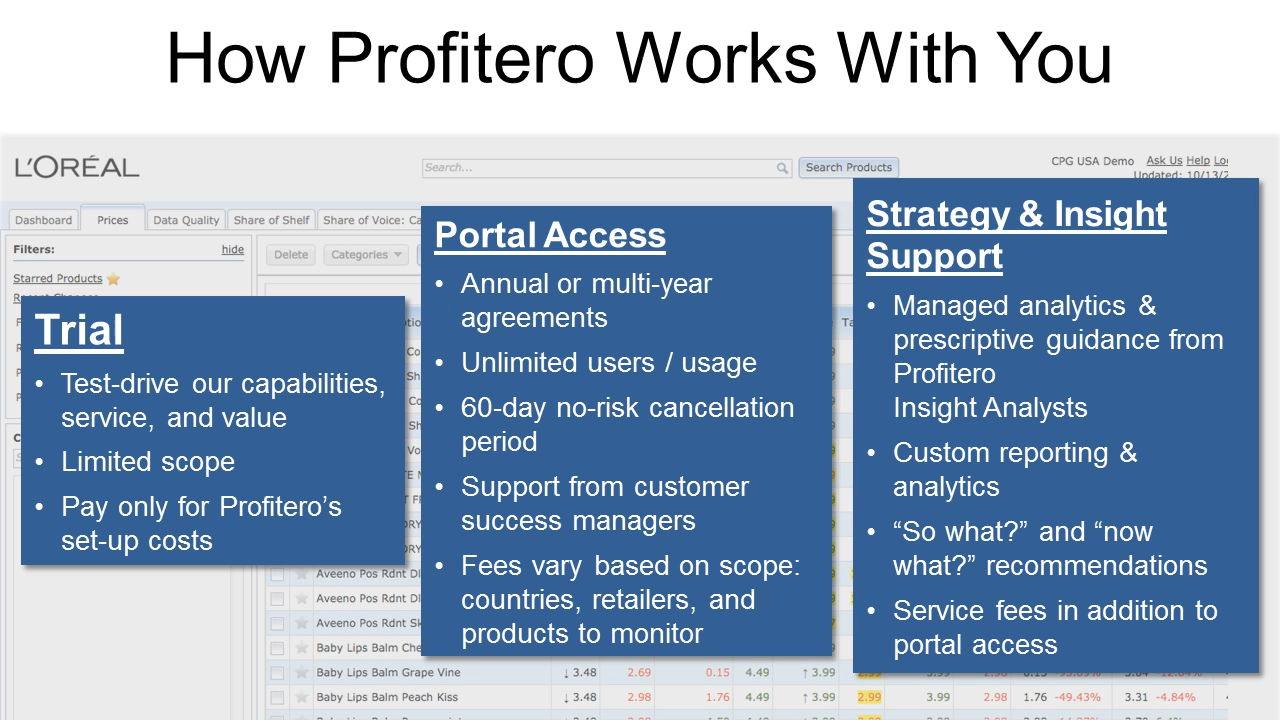 How Profitero Works With You
L'ORÉAL
Search...
Search Products
CPG USA Demo Ask Us Help
Updated: 10/13/2
Dashboard
Prices
Data Quality
Share of Shelf
Share of Voice:
Filters:
hide
Delete
Categories
Starred Products
Trial
• Test-drive our capabilities,
service, and value
• Limited scope
• Pay only for Profitero’s
set-up costs
Portal Access
• Annual or multi-year
agreements
• Unlimited users / usage
• 60-day no-risk cancellation
period
• Support from customer
success managers
• Fees vary based on scope:
countries, retailers, and
products to monitor
Strategy & Insight
Support
• Managed analytics &
prescriptive guidance from
Profitero
Insight Analysts
• Custom reporting &
analytics
• “So what?” and “now
what?” recommendations
• Service fees in addition to
portal access
Aveeno Pos Rdnt
Aveeno Pos Rdnt
Aveeno Pos Rdnt
Baby Lips Balm
Baby Lips Balm Grape Vine ↓ 3.48 2.69 0.15 4.49 ↑ 3.99
Baby Lips Balm Peach Kiss ↓ 3.48 2.98 1.76 4.49 ↑ 3.99 2.99 3.99 2.98 1.76 -49.43% 3.31 -4.84%